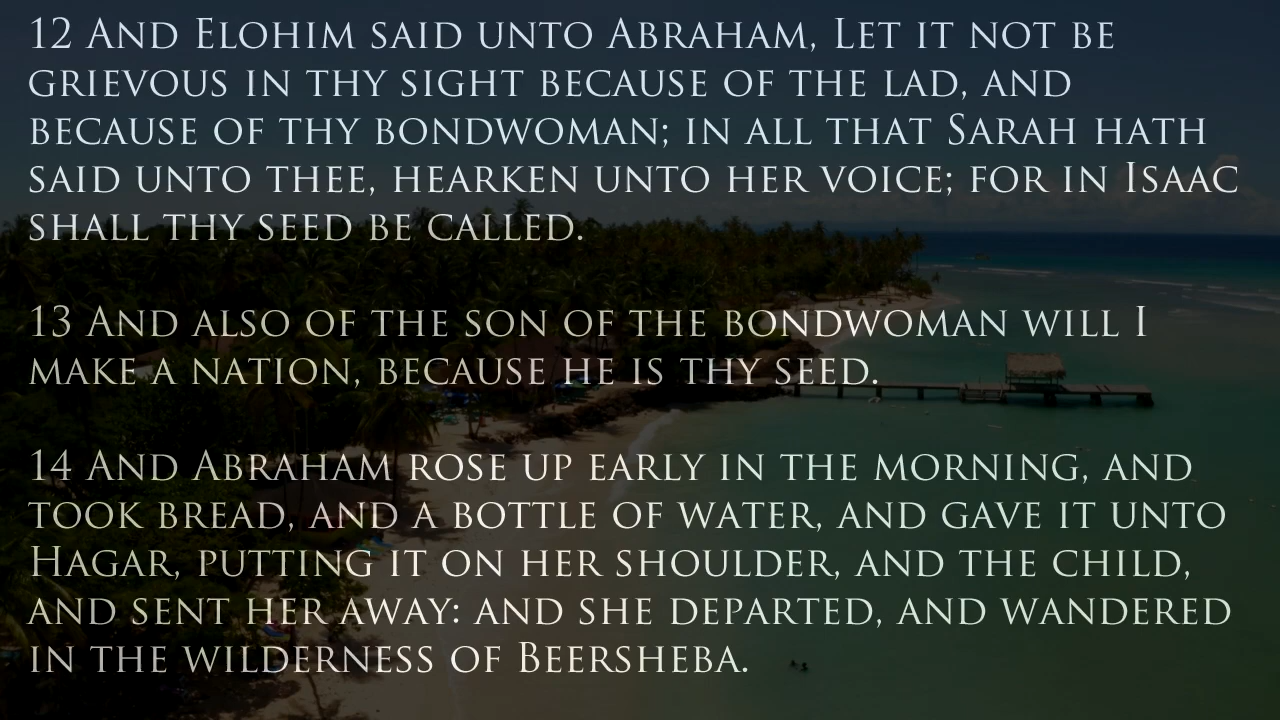 12 And Elohim said unto Abraham, Let it not be
grievous in thy sight because of the lad, and
because of thy bondwoman; in all that Sarah hath
said unto thee, hearken unto her voice; for in Isaac
shall thy seed be called.
13 And also of the son of the bondwoman will I
make a nation, because he is thy seed.
14 And Abraham rose up early in the morning, and
took bread, and a bottle of water, and gave it unto
Hagar, putting it on her shoulder, and the child,
and sent her away: and she departed, and wandered
in the wilderness of Beersheba.